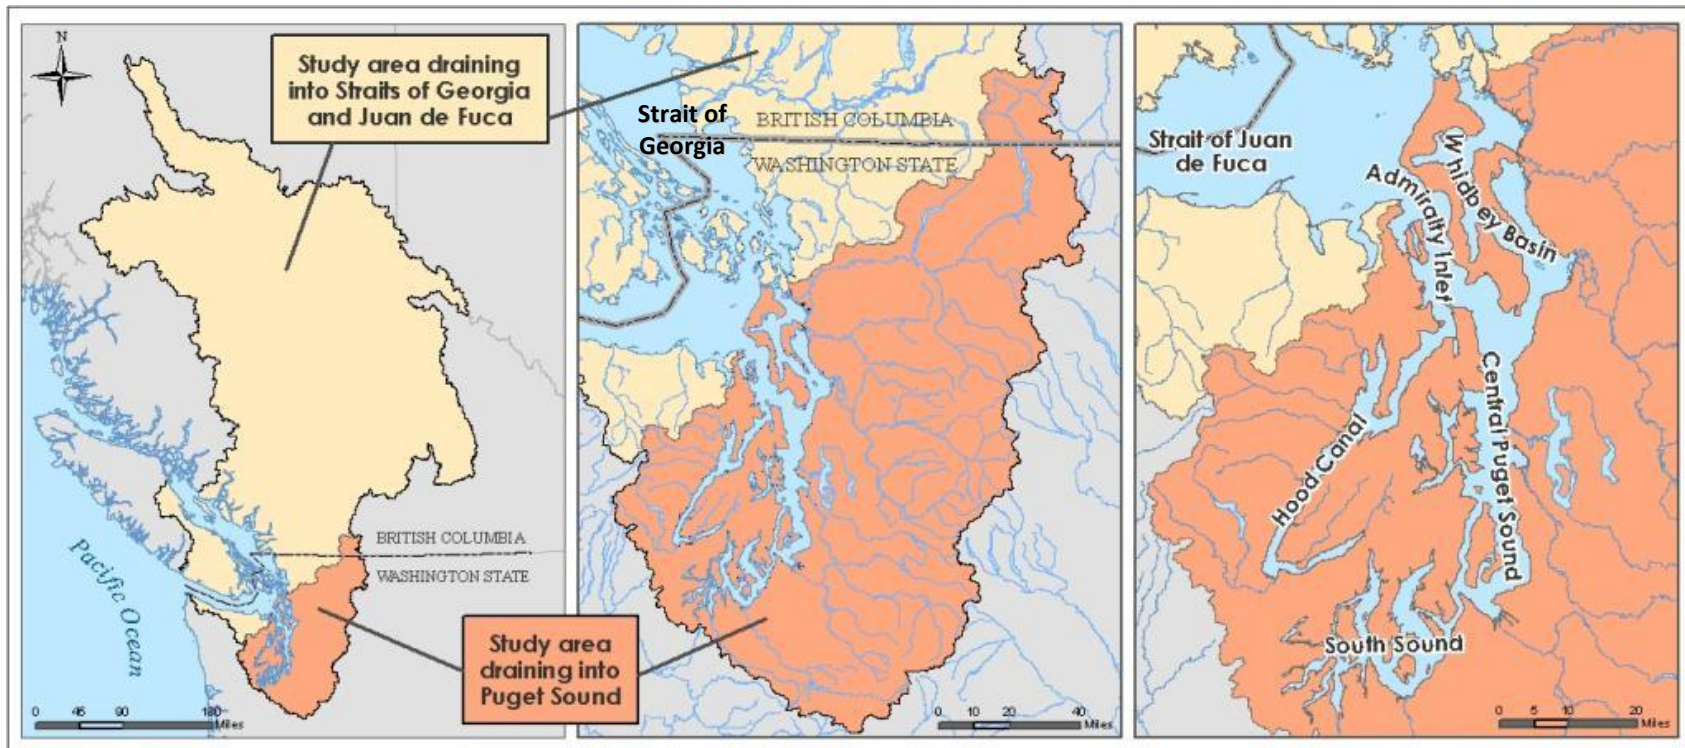 N
Study area draining
into Straits of Georgia
and Juan de Fuca
BRITISH COLUMBIA
WASHINGTON STATE
Pacific Ocean
Study area
draining into
Puget Sound
0 45 90 180
Miles
Strait of
Georgia
BRITISH COLUMBIA
WASHINGTON STATE
0 10 20 40
Miles
Strait of Juan
de Fuca
Whidbey Basin
Admiralty Inlet
Hood Canal
Central Puget Sound
South Sound
0 5 10 20
Miles